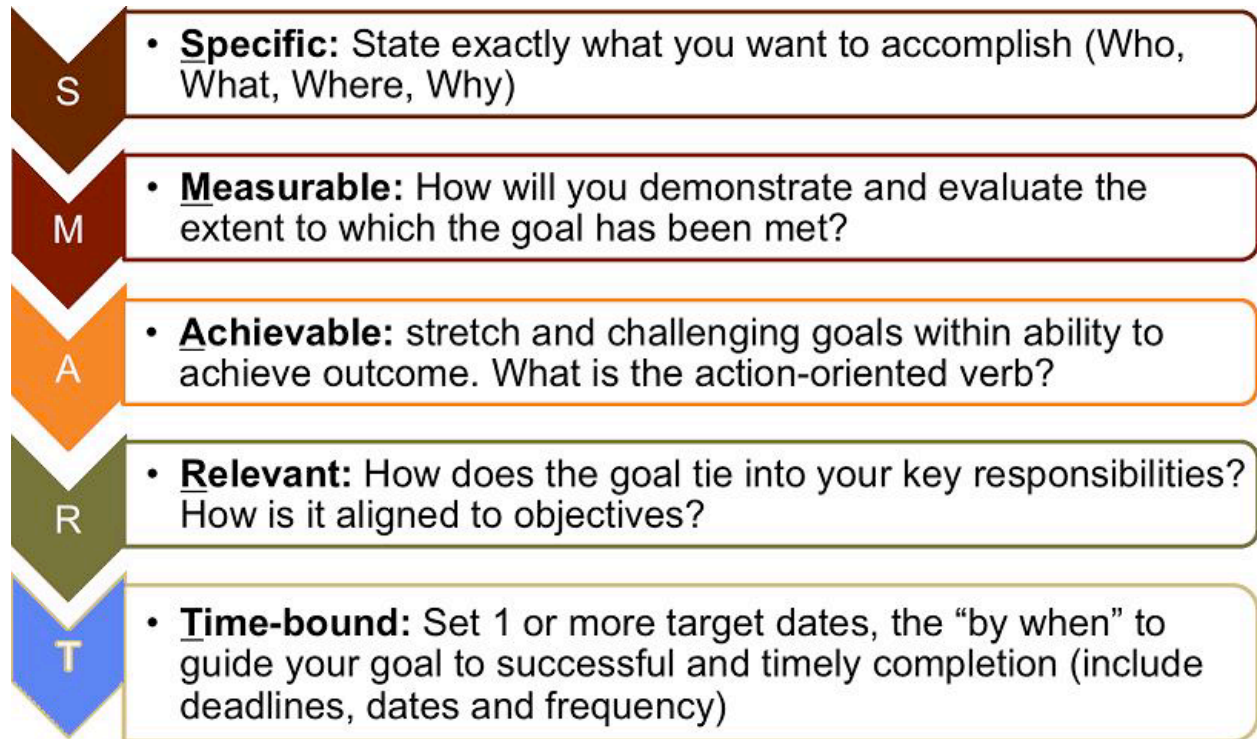 S
• Specific: State exactly what you want to accomplish (Who,
What, Where, Why)
M
• Measurable: How will you demonstrate and evaluate the
extent to which the goal has been met?
A
• Achievable: stretch and challenging goals within ability to
achieve outcome. What is the action-oriented verb?
R
• Relevant: How does the goal tie into your key responsibilities?
How is it aligned to objectives?
T
• Time-bound: Set 1 or more target dates, the “by when” to
guide your goal to successful and timely completion (include
deadlines, dates and frequency)